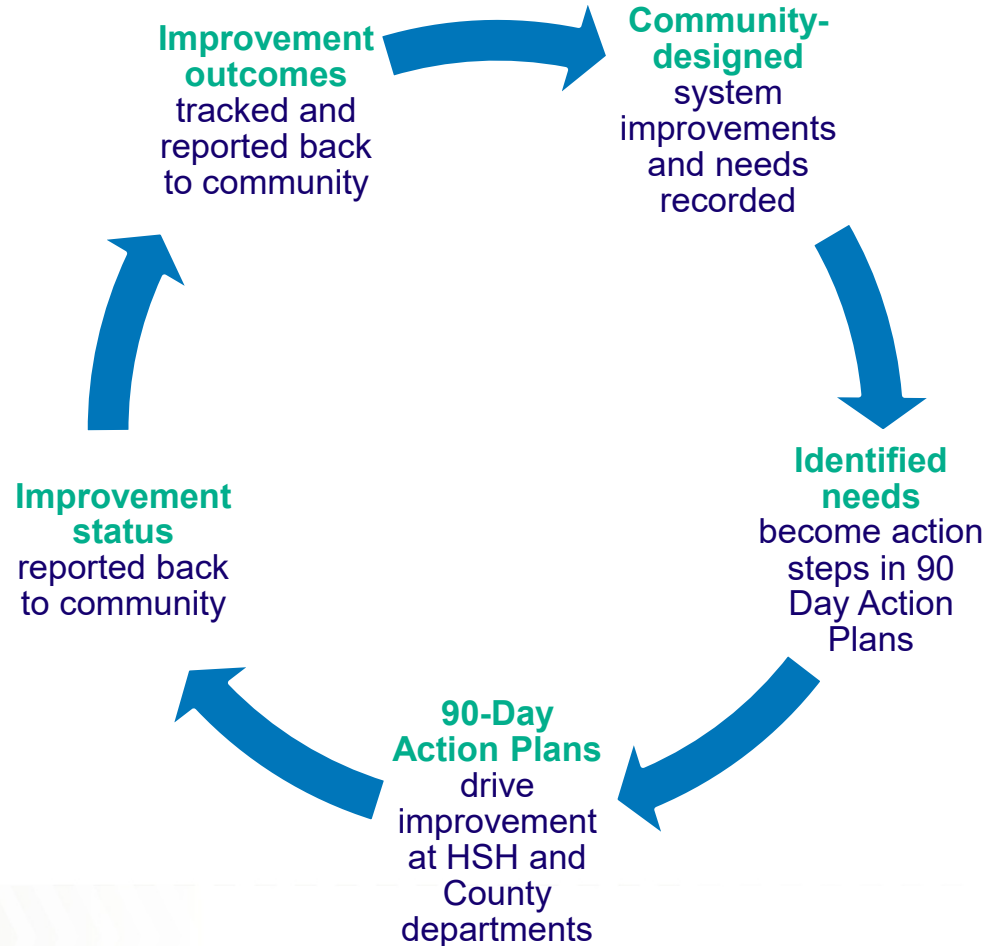 Improvement
outcomes
tracked and
reported back
to community
Community-
designed
system
improvements
and needs
recorded
Identified
needs
become action
steps in 90
Day Action
Plans
90-Day
Action Plans
drive
improvement
at HSH and
County
departments
Improvement
status
reported back
to community